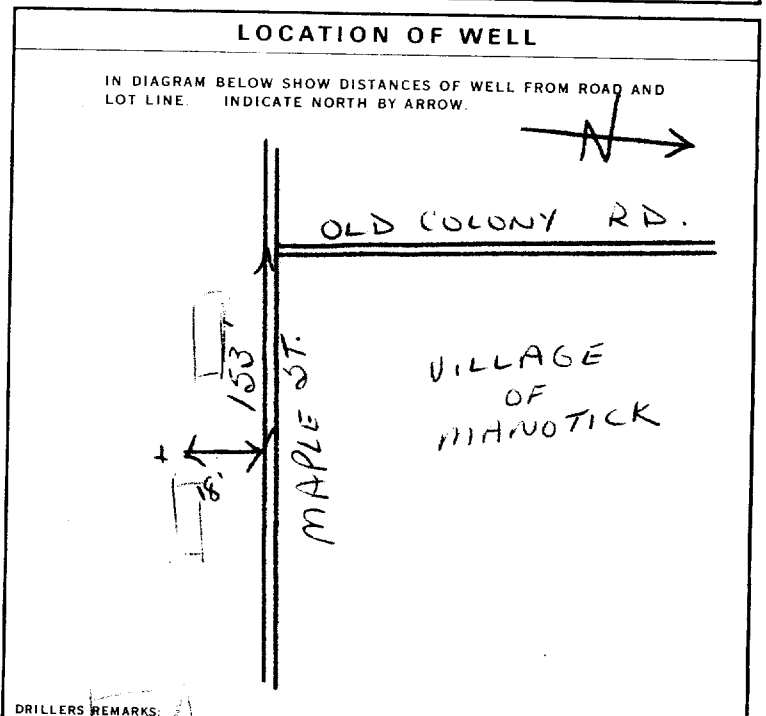 LOCATION OF WELL
IN DIAGRAM BELOW SHOW DISTANCES OF WELL FROM ROAD AND
LOT LINE. INDICATE NORTH BY ARROW.
N
OLD COLONY RD.
153'
MAPLE ST.
VILLAGE
OF
MANOTICK
18'
DRILLERS REMARKS: